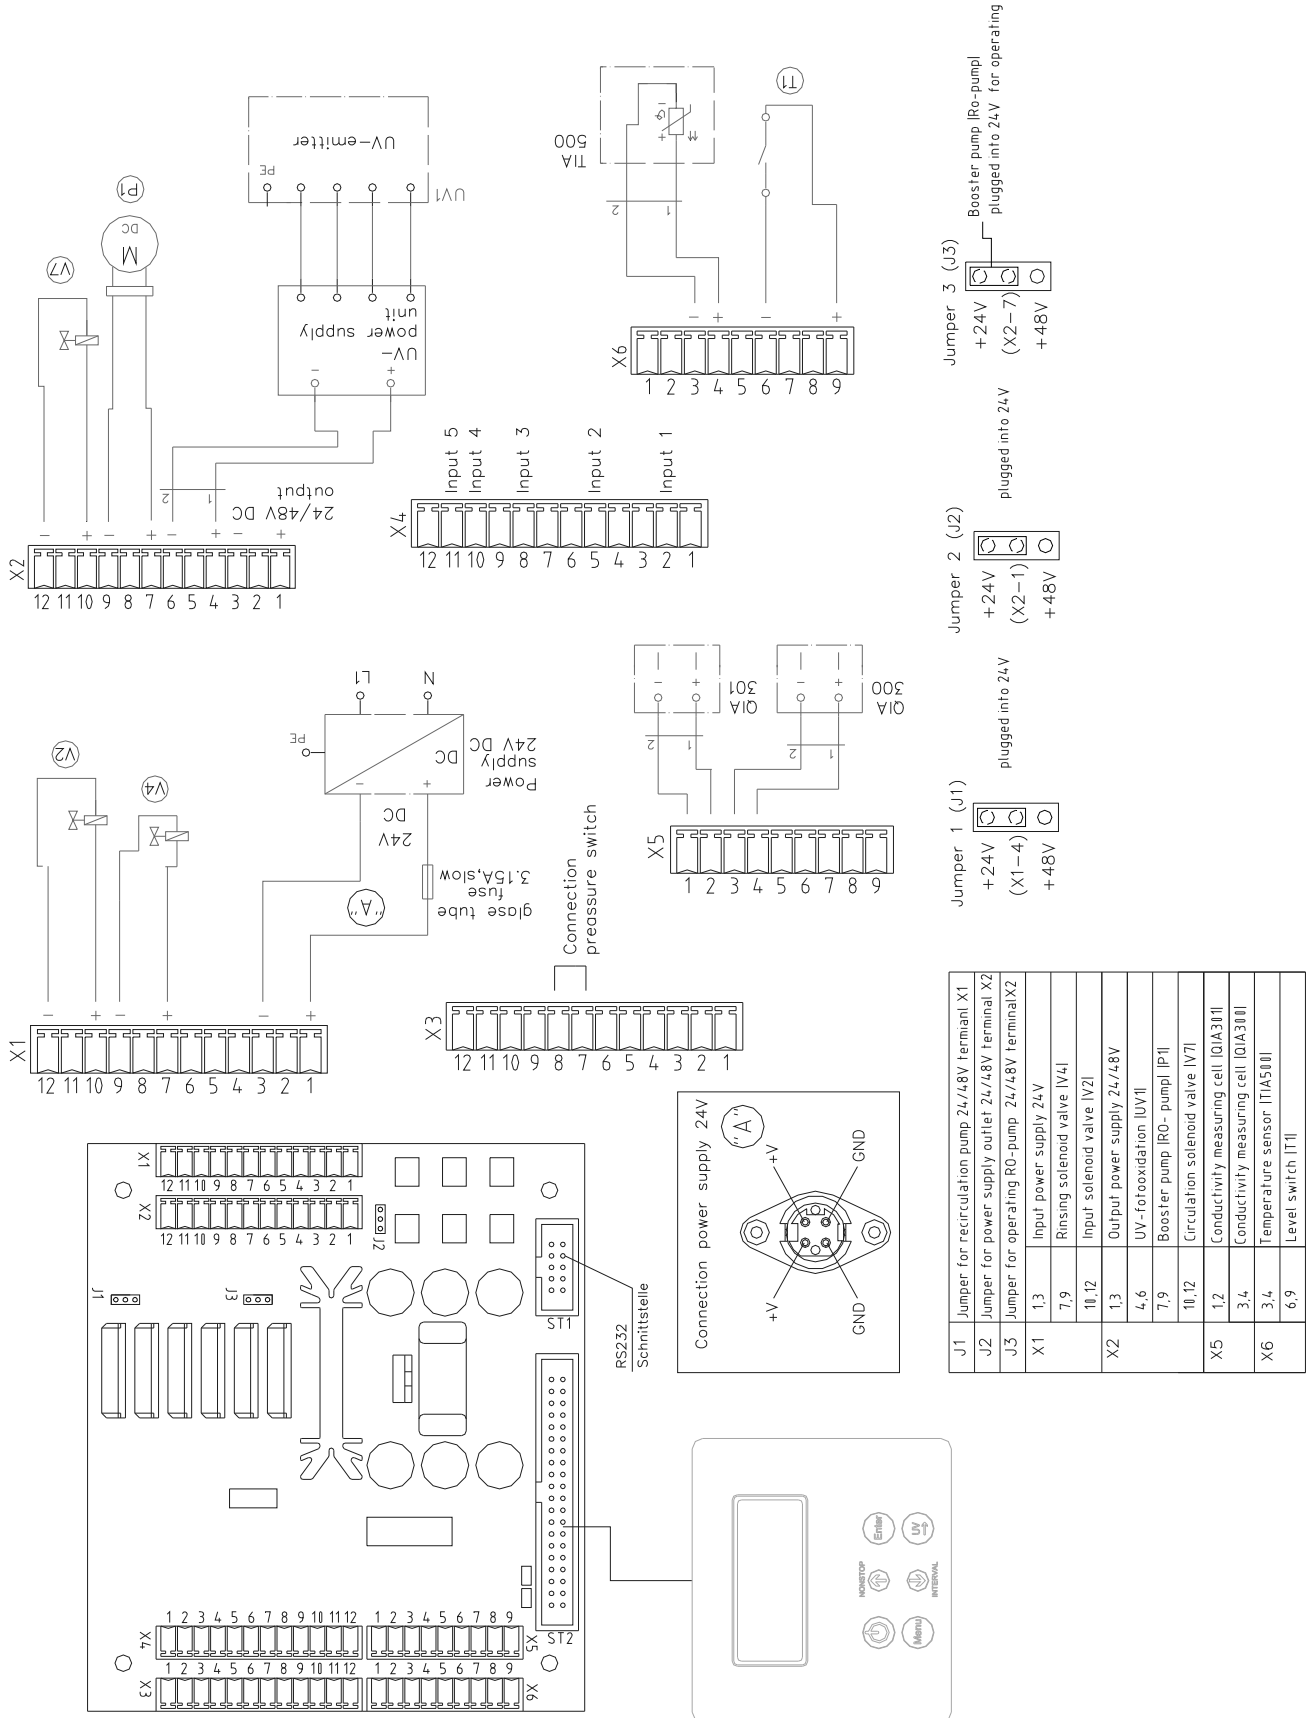 X2
12 11 10 9 8 7 6 5 4 3 2 1
- + - + - + - +
V7
P1
M
DC
2
1
24/48V DC
output
UV-
power supply
unit
- +
UV-emitter
PE
UV1
X4
12 11 10 9 8 7 6 5 4 3 2 1
Input 5
Input 4
Input 3
Input 2
Input 1
X6
1 2 3 4 5 6 7 8 9
- + - +
TIA
500
2
1
T1
X1
12 11 10 9 8 7 6 5 4 3 2 1
- + - + - +
V2
V4
L1
N
PE
DC
DC
24V
- +
Power
supply
24V DC
"A"
glase tube
fuse
3.15A,slow
X3
12 11 10 9 8 7 6 5 4 3 2 1
Connection
preassure switch
X5
1 2 3 4 5 6 7 8 9
QIA
301
- +
2
1
QIA
300
- +
2
1
Jumper 1 (J1)
+24V
(X1-4)
+48V
plugged into 24V
Jumper 2 (J2)
+24V
(X2-1)
+48V
plugged into 24V
Jumper 3 (J3)
+24V
(X2-7)
+48V
Booster pump |Ro-pump|
plugged into 24V for operating
X1
12 11 10 9 8 7 6 5 4 3 2 1
X2
12 11 10 9 8 7 6 5 4 3 2 1
J2
J1
J3
ST1
RS232
Schnittstelle
ST2
X4
1 2 3 4 5 6 7 8 9 10 11 12
X5
1 2 3 4 5 6 7 8 9
X3
1 2 3 4 5 6 7 8 9 10 11 12
X6
1 2 3 4 5 6 7 8 9
Connection power supply 24V
"A"
+V
+V
GND
GND
NONSTOP
INTERVAL
Enter
UV
Menu
J1 Jumper for recirculation pump 24/48V termianl X1
J2 Jumper for power supply outlet 24/48V terminal X2
J3 Jumper for operating RO-pump 24/48V terminalX2
X1 1,3 Input power supply 24V
7,9 Rinsing solenoid valve |V4|
10,12 Input solenoid valve |V2|
X2 1,3 Output power supply 24/48V
4,6 UV-fotooxidation |UV1|
7,9 Booster pump |RO- pump| |P1|
10,12 Circulation solenoid valve |V7|
X5 1,2 Conductivity measuring cell |QIA301|
3,4 Conductivity measuring cell |QIA300|
X6 3,4 Temperature sensor |TIA500|
6,9 Level switch |T1|